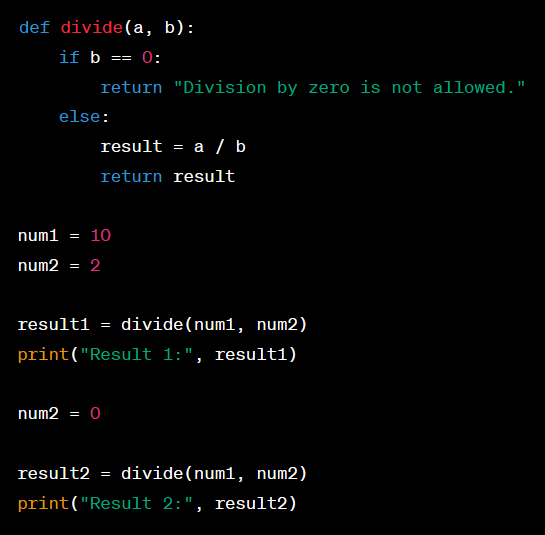 def divide(a, b):
    if b == 0:
        return "Division by zero is not allowed."
    else:
        result = a / b
        return result

num1 = 10
num2 = 2

result1 = divide(num1, num2)
print("Result 1:", result1)

num2 = 0

result2 = divide(num1, num2)
print("Result 2:", result2)